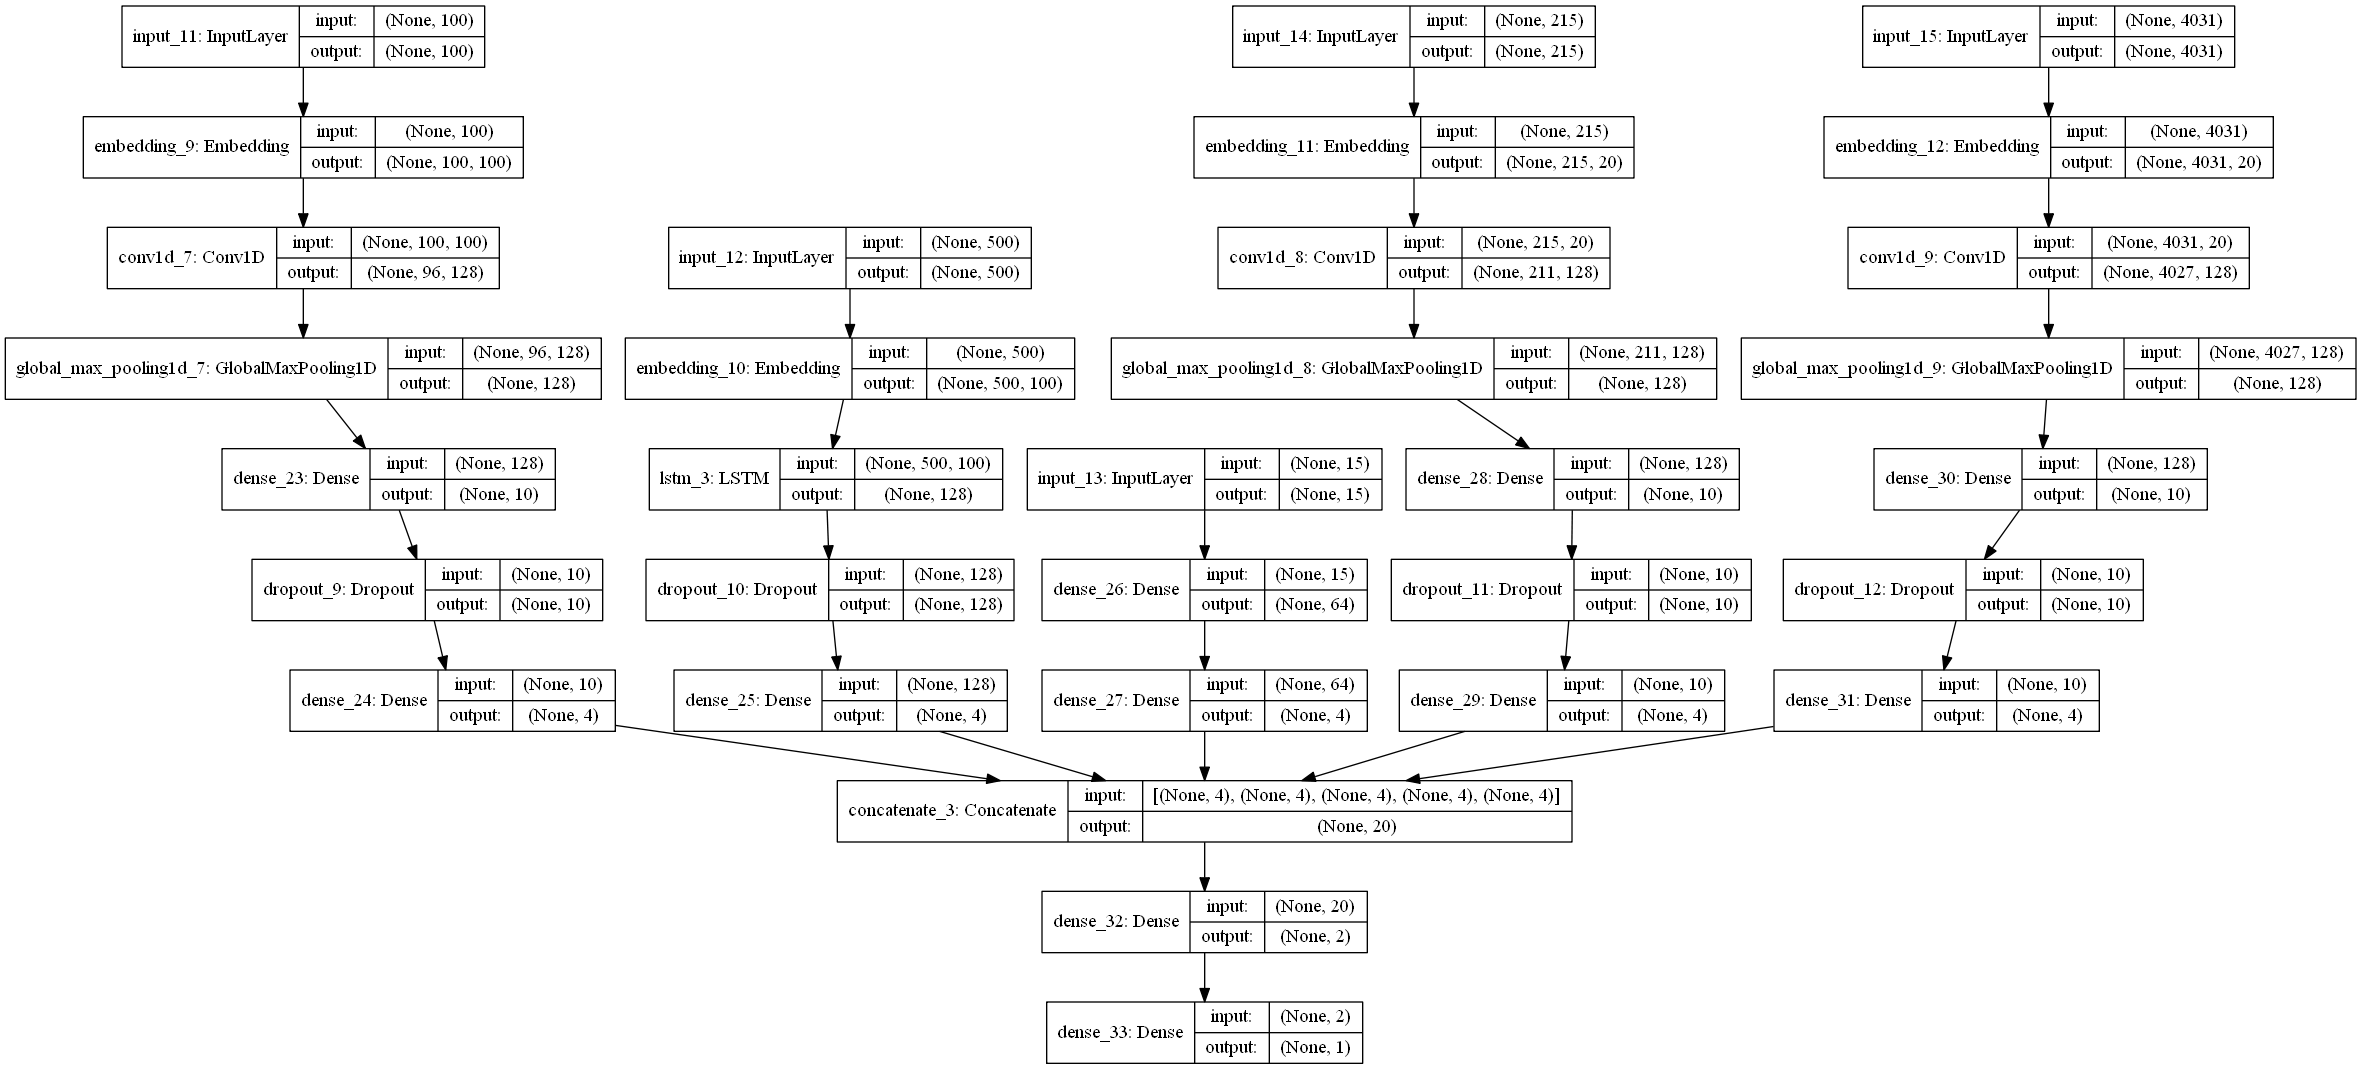 input_11: InputLayer
input: (None, 100)
output: (None, 100)
input_14: InputLayer
input: (None, 215)
output: (None, 215)
input_15: InputLayer
input: (None, 4031)
output: (None, 4031)
embedding_9: Embedding
input: (None, 100)
output: (None, 100, 100)
embedding_11: Embedding
input: (None, 215)
output: (None, 215, 20)
embedding_12: Embedding
input: (None, 4031)
output: (None, 4031, 20)
conv1d_7: Conv1D
input: (None, 100, 100)
output: (None, 96, 128)
input_12: InputLayer
input: (None, 500)
output: (None, 500)
conv1d_8: Conv1D
input: (None, 215, 20)
output: (None, 211, 128)
conv1d_9: Conv1D
input: (None, 4031, 20)
output: (None, 4027, 128)
global_max_pooling1d_7: GlobalMaxPooling1D
input: (None, 96, 128)
output: (None, 128)
embedding_10: Embedding
input: (None, 500)
output: (None, 500, 100)
global_max_pooling1d_8: GlobalMaxPooling1D
input: (None, 211, 128)
output: (None, 128)
global_max_pooling1d_9: GlobalMaxPooling1D
input: (None, 4027, 128)
output: (None, 128)
dense_23: Dense
input: (None, 128)
output: (None, 10)
lstm_3: LSTM
input: (None, 500, 100)
output: (None, 128)
input_13: InputLayer
input: (None, 15)
output: (None, 15)
dense_28: Dense
input: (None, 128)
output: (None, 10)
dense_30: Dense
input: (None, 128)
output: (None, 10)
dropout_9: Dropout
input: (None, 10)
output: (None, 10)
dropout_10: Dropout
input: (None, 128)
output: (None, 128)
dense_26: Dense
input: (None, 15)
output: (None, 64)
dropout_11: Dropout
input: (None, 10)
output: (None, 10)
dropout_12: Dropout
input: (None, 10)
output: (None, 10)
dense_24: Dense
input: (None, 10)
output: (None, 4)
dense_25: Dense
input: (None, 128)
output: (None, 4)
dense_27: Dense
input: (None, 64)
output: (None, 4)
dense_29: Dense
input: (None, 10)
output: (None, 4)
dense_31: Dense
input: (None, 10)
output: (None, 4)
concatenate_3: Concatenate
input: [(None, 4), (None, 4), (None, 4), (None, 4), (None, 4)]
output: (None, 20)
dense_32: Dense
input: (None, 20)
output: (None, 2)
dense_33: Dense
input: (None, 2)
output: (None, 1)